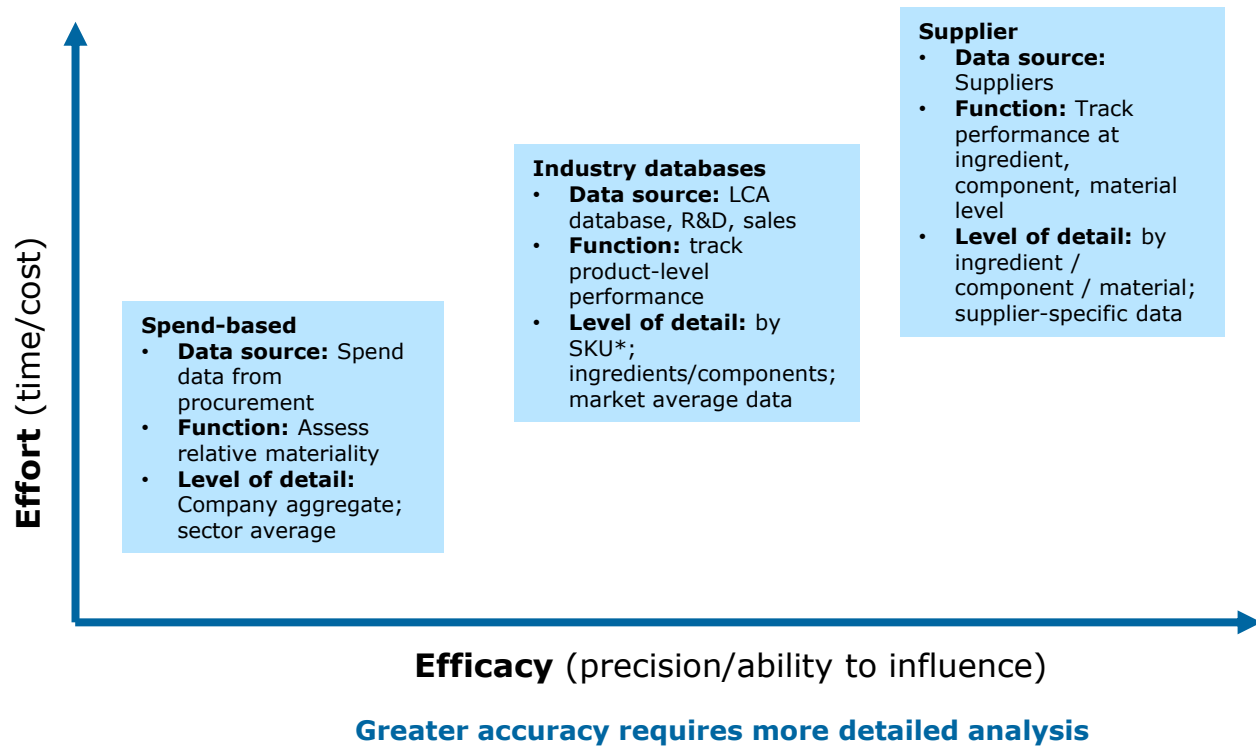 Supplier
• Data source:
Suppliers
• Function: Track
performance at
ingredient,
component, material
level
• Level of detail: by
ingredient /
component / material;
supplier-specific data
Industry databases
• Data source: LCA
database, R&D, sales
• Function: track
product-level
performance
• Level of detail: by
SKU*;
ingredients/components;
market average data
Spend-based
• Data source: Spend
data from
procurement
• Function: Assess
relative materiality
• Level of detail:
Company aggregate;
sector average
Effort (time/cost)
Efficacy (precision/ability to influence)
Greater accuracy requires more detailed analysis